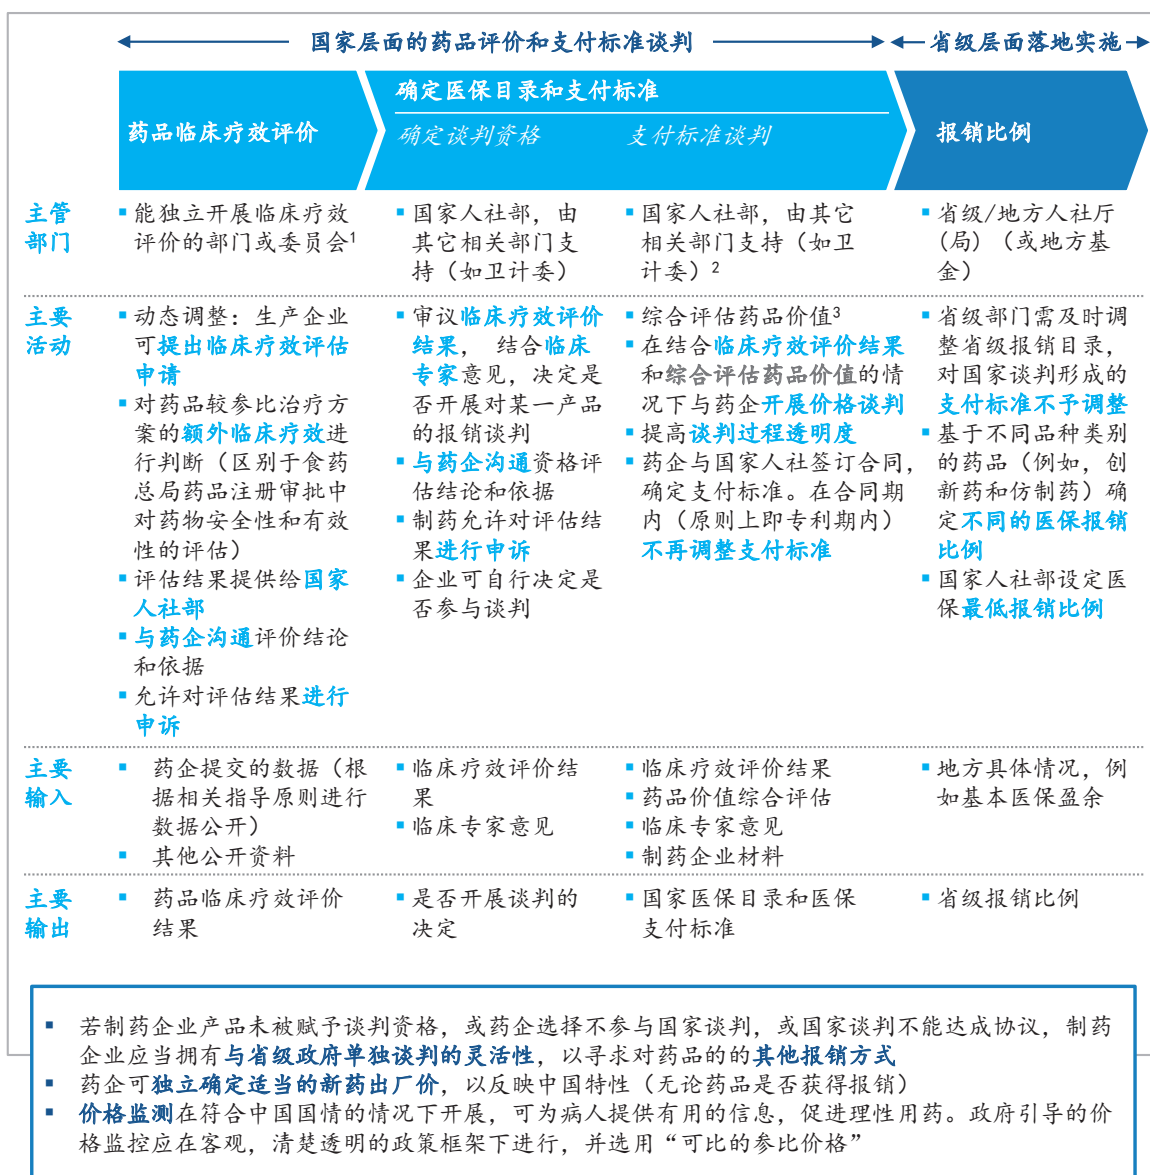 国家层面的药品评价和支付标准谈判
省级层面落地实施
药品临床疗效评价
确定医保目录和支付标准
确定谈判资格
支付标准谈判
报销比例
主管
部门
▪能独立开展临床疗效
评价的部门或委员会¹
▪国家人社部，由
其它相关部门支
持（如卫计委）
▪国家人社部，由其它
相关部门支持（如卫
计委）²
▪省级/地方人社厅
(局）（或地方基
金）
主要
活动
▪动态调整：生产企业
可提出临床疗效评估
申请
▪对药品较参比治疗方
案的额外临床疗效进
行判断（区别于食药
总局药品注册审批中
对药物安全性和有效
性的评估）
▪评估结果提供给国家
人社部
▪与药企沟通评价结论
和依据
▪允许对评估结果进行
申诉
▪审议临床疗效评价
结果， 结合临床
专家意见，决定是
否开展对某一产品
的报销谈判
▪与药企沟通资格评
估结论和依据
▪制药允许对评估结
果进行申诉
▪企业可自行决定是
否参与谈判
▪综合评估药品价值³
▪在结合临床疗效评价结果
和综合评估药品价值的情
况下与药企开展价格谈判
▪提高谈判过程透明度
▪药企与国家人社签订合同，
确定支付标准。在合同期
内（原则上即专利期内）
不再调整支付标准
▪省级部门需及时调
整省级报销目录，
对国家谈判形成的
支付标准不予调整
▪基于不同品种类别
的药品（例如，创
新药和仿制药）确
定不同的医保报销
比例
▪国家人社部设定医
保最低报销比例
主要
输入
▪ 药企提交的数据（根
据相关指导原则进行
数据公开）
▪ 其他公开资料
▪临床疗效评价结
果
▪临床专家意见
▪临床疗效评价结果
▪药品价值综合评估
▪临床专家意见
▪制药企业材料
▪地方具体情况，例
如基本医保盈余
主要
输出
▪ 药品临床疗效评价
结果
▪是否开展谈判的
决定
▪国家医保目录和医保
支付标准
▪省级报销比例
▪ 若制药企业产品未被赋予谈判资格，或药企选择不参与国家谈判，或国家谈判不能达成协议，制药
企业应当拥有与省级政府单独谈判的灵活性，以寻求对药品的的其他报销方式
▪ 药企可独立确定适当的新药出厂价，以反映中国特性（无论药品是否获得报销）
▪ 价格监测在符合中国国情的情况下开展，可为病人提供有用的信息，促进理性用药。政府引导的价
格监控应在客观，清楚透明的政策框架下进行，并选用“可比的参比价格”